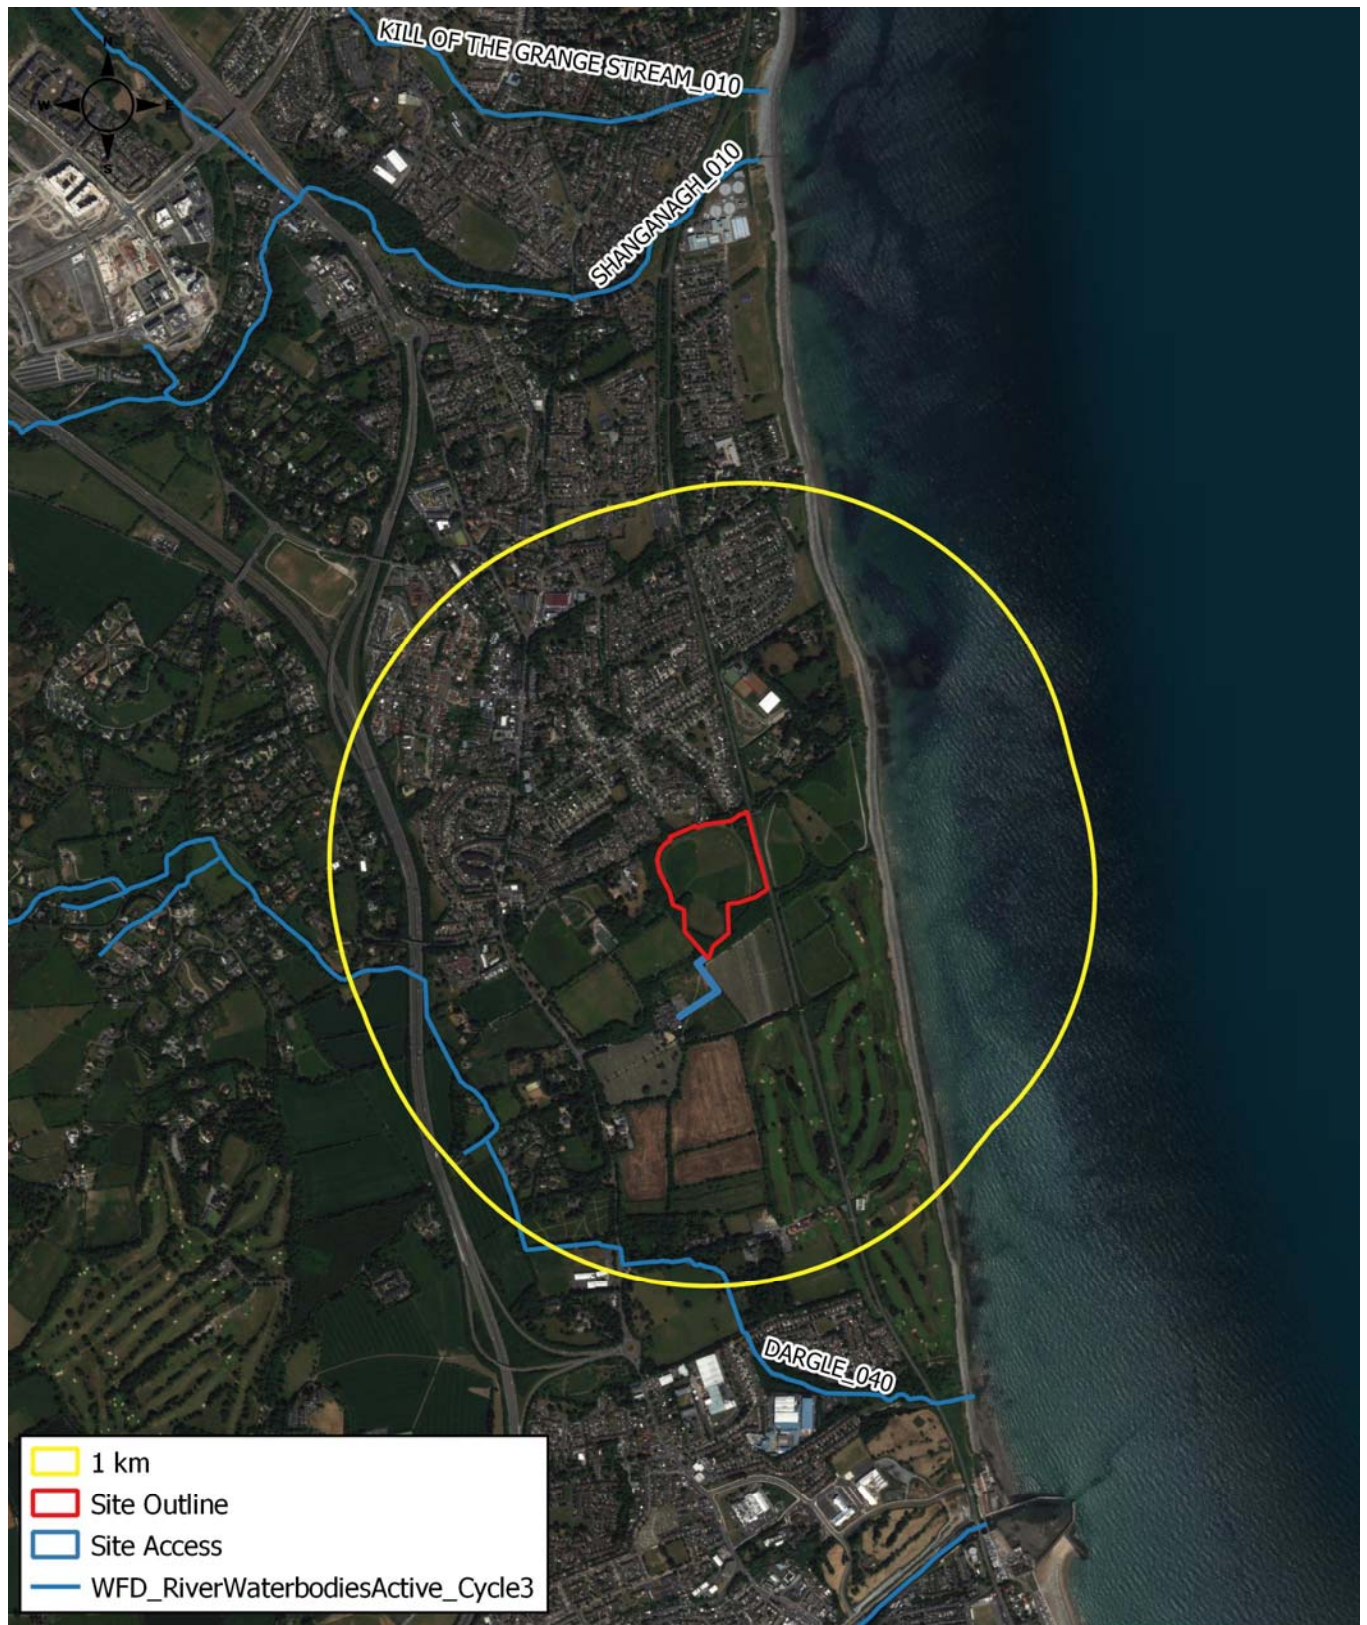 KILL OF THE GRANGE STREAM_010
N
W
E
S
SHANGANAGH_010
DARGLE_040
1 km
Site Outline
Site Access
WFD_RiverWaterbodiesActive_Cycle3